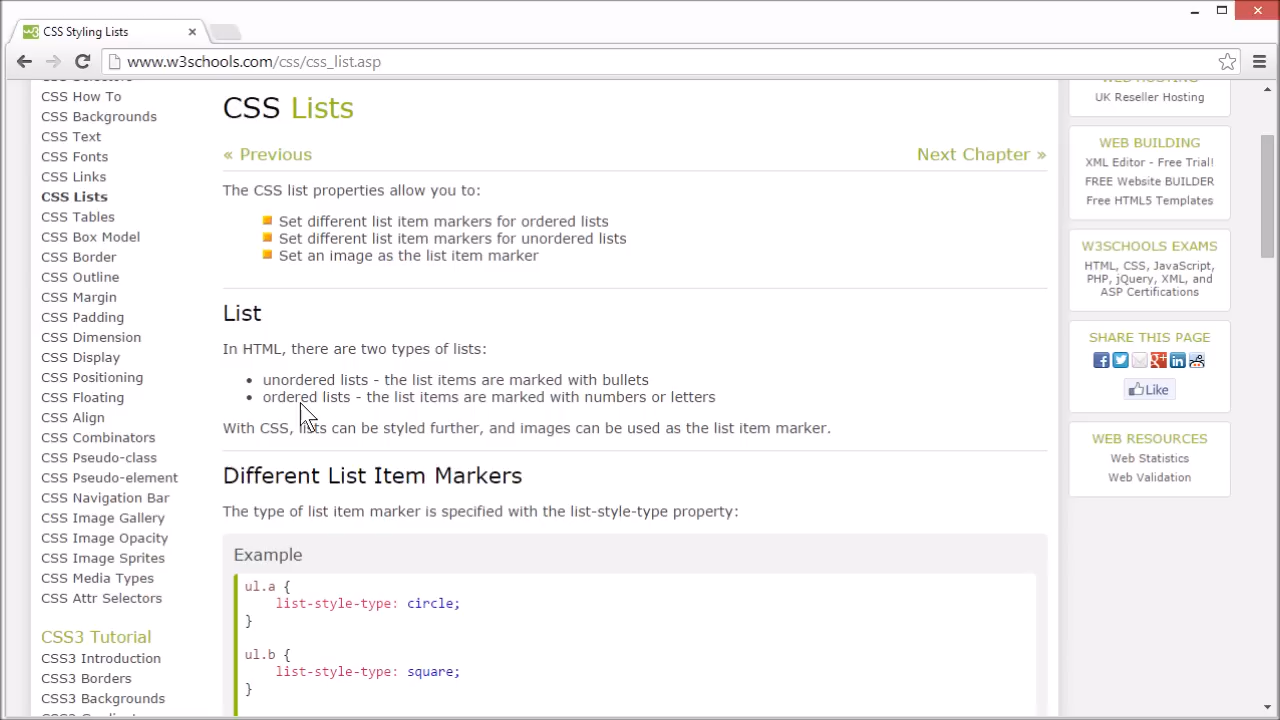 CSS Styling Lists
www.w3schools.com/css/css_list.asp
CSS How To
CSS Backgrounds
CSS Text
CSS Fonts
CSS Links
CSS Lists
CSS Tables
CSS Box Model
CSS Border
CSS Outline
CSS Margin
CSS Padding
CSS Dimension
CSS Display
CSS Positioning
CSS Floating
CSS Align
CSS Combinators
CSS Pseudo-class
CSS Pseudo-element
CSS Navigation Bar
CSS Image Gallery
CSS Image Opacity
CSS Image Sprites
CSS Media Types
CSS Attr Selectors
CSS3 Tutorial
CSS3 Introduction
CSS3 Borders
CSS3 Backgrounds
CSS Lists
« Previous
Next Chapter »
The CSS list properties allow you to:
Set different list item markers for ordered lists
Set different list item markers for unordered lists
Set an image as the list item marker
List
In HTML, there are two types of lists:
• unordered lists - the list items are marked with bullets
• ordered lists - the list items are marked with numbers or letters
With CSS, lists can be styled further, and images can be used as the list item marker.
Different List Item Markers
The type of list item marker is specified with the list-style-type property:
Example
ul.a {
list-style-type: circle;
}
ul.b {
list-style-type: square;
}
WEB HOSTING
UK Reseller Hosting
WEB BUILDING
XML Editor - Free Trial!
FREE Website BUILDER
Free HTML5 Templates
W3SCHOOLS EXAMS
HTML, CSS, JavaScript,
PHP, jQuery, XML, and
ASP Certifications
SHARE THIS PAGE
Like
WEB RESOURCES
Web Statistics
Web Validation